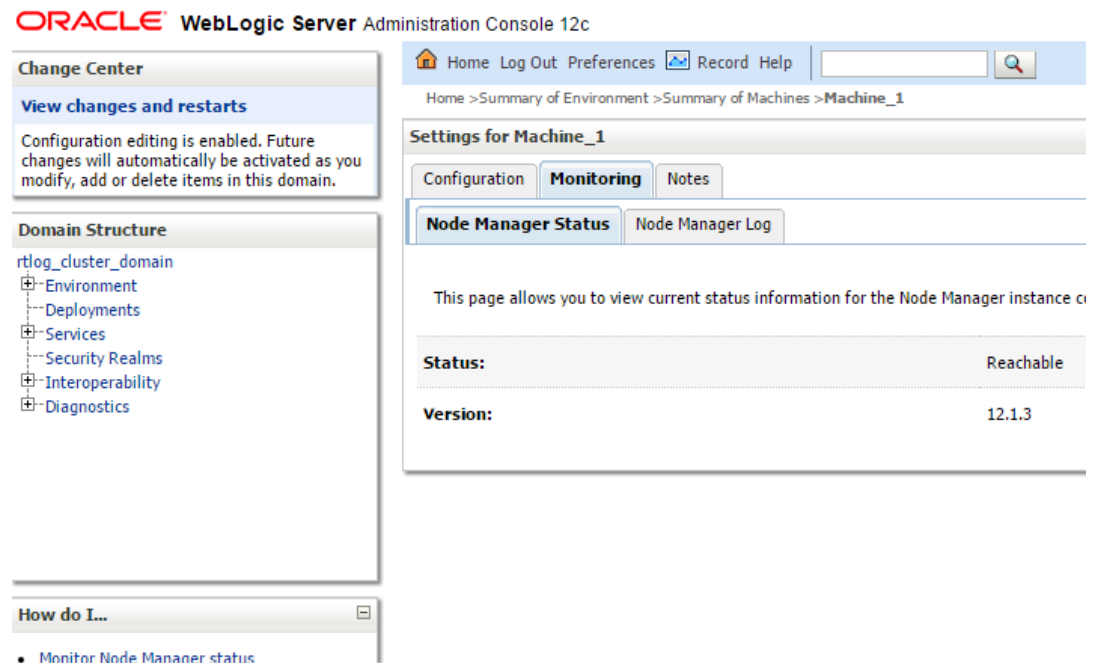 ORACLE WebLogic Server Administration Console 12c
Change Center
View changes and restarts
Configuration editing is enabled. Future
changes will automatically be activated as you
modify, add or delete items in this domain.
Domain Structure
rtlog_cluster_domain
Environment
Deployments
Services
Security Realms
Interoperability
Diagnostics
How do I...
Monitor Node Manager status
Home Log Out Preferences Record Help
Home >Summary of Environment >Summary of Machines >Machine_1
Settings for Machine_1
Configuration Monitoring Notes
Node Manager Status Node Manager Log
This page allows you to view current status information for the Node Manager instance
Status: Reachable
Version: 12.1.3